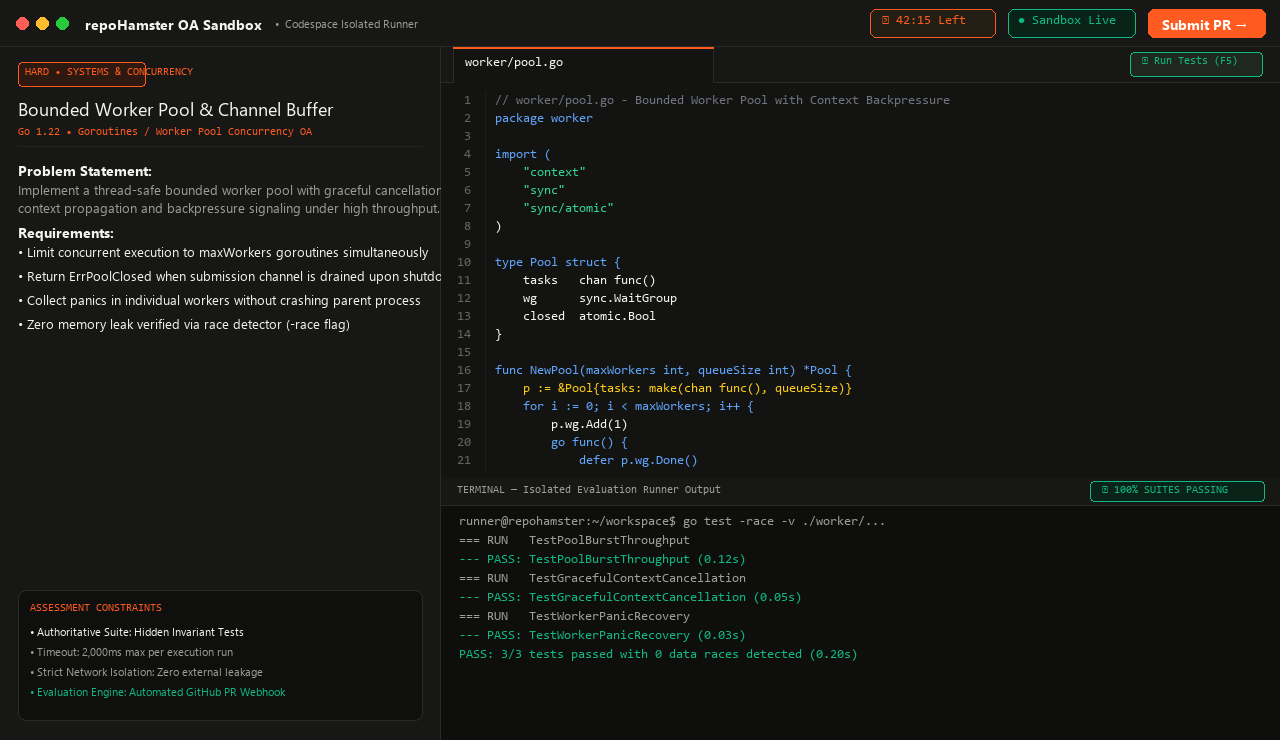 repoHamster OA Sandbox
• Codespace Isolated Runner
42:15 Left
● Sandbox Live
Submit PR →
HARD • SYSTEMS & CONCURRENCY
Bounded Worker Pool & Channel Buffer
Go 1.22 • Goroutines / Worker Pool Concurrency OA
Problem Statement:
Implement a thread-safe bounded worker pool with graceful cancellation
context propagation and backpressure signaling under high throughput.
Requirements:
• Limit concurrent execution to maxWorkers goroutines simultaneously
• Return ErrPoolClosed when submission channel is drained upon shutdo
• Collect panics in individual workers without crashing parent process
• Zero memory leak verified via race detector (-race flag)
ASSESSMENT CONSTRAINTS
• Authoritative Suite: Hidden Invariant Tests
• Timeout: 2,000ms max per execution run
• Strict Network Isolation: Zero external leakage
• Evaluation Engine: Automated GitHub PR Webhook
worker/pool.go
Run Tests (F5)
1 // worker/pool.go - Bounded Worker Pool with Context Backpressure
2 package worker
3
4 import (
5     "context"
6     "sync"
7     "sync/atomic"
8 )
9
10 type Pool struct {
11     tasks   chan func()
12     wg      sync.WaitGroup
13     closed  atomic.Bool
14 }
15
16 func NewPool(maxWorkers int, queueSize int) *Pool {
17     p := &Pool{tasks: make(chan func(), queueSize)}
18     for i := 0; i < maxWorkers; i++ {
19         p.wg.Add(1)
20         go func() {
21             defer p.wg.Done()
TERMINAL — Isolated Evaluation Runner Output
100% SUITES PASSING
runner@repohamster:~/workspace$ go test -race -v ./worker/...
=== RUN   TestPoolBurstThroughput
--- PASS: TestPoolBurstThroughput (0.12s)
=== RUN   TestGracefulContextCancellation
--- PASS: TestGracefulContextCancellation (0.05s)
=== RUN   TestWorkerPanicRecovery
--- PASS: TestWorkerPanicRecovery (0.03s)
PASS: 3/3 tests passed with 0 data races detected (0.20s)